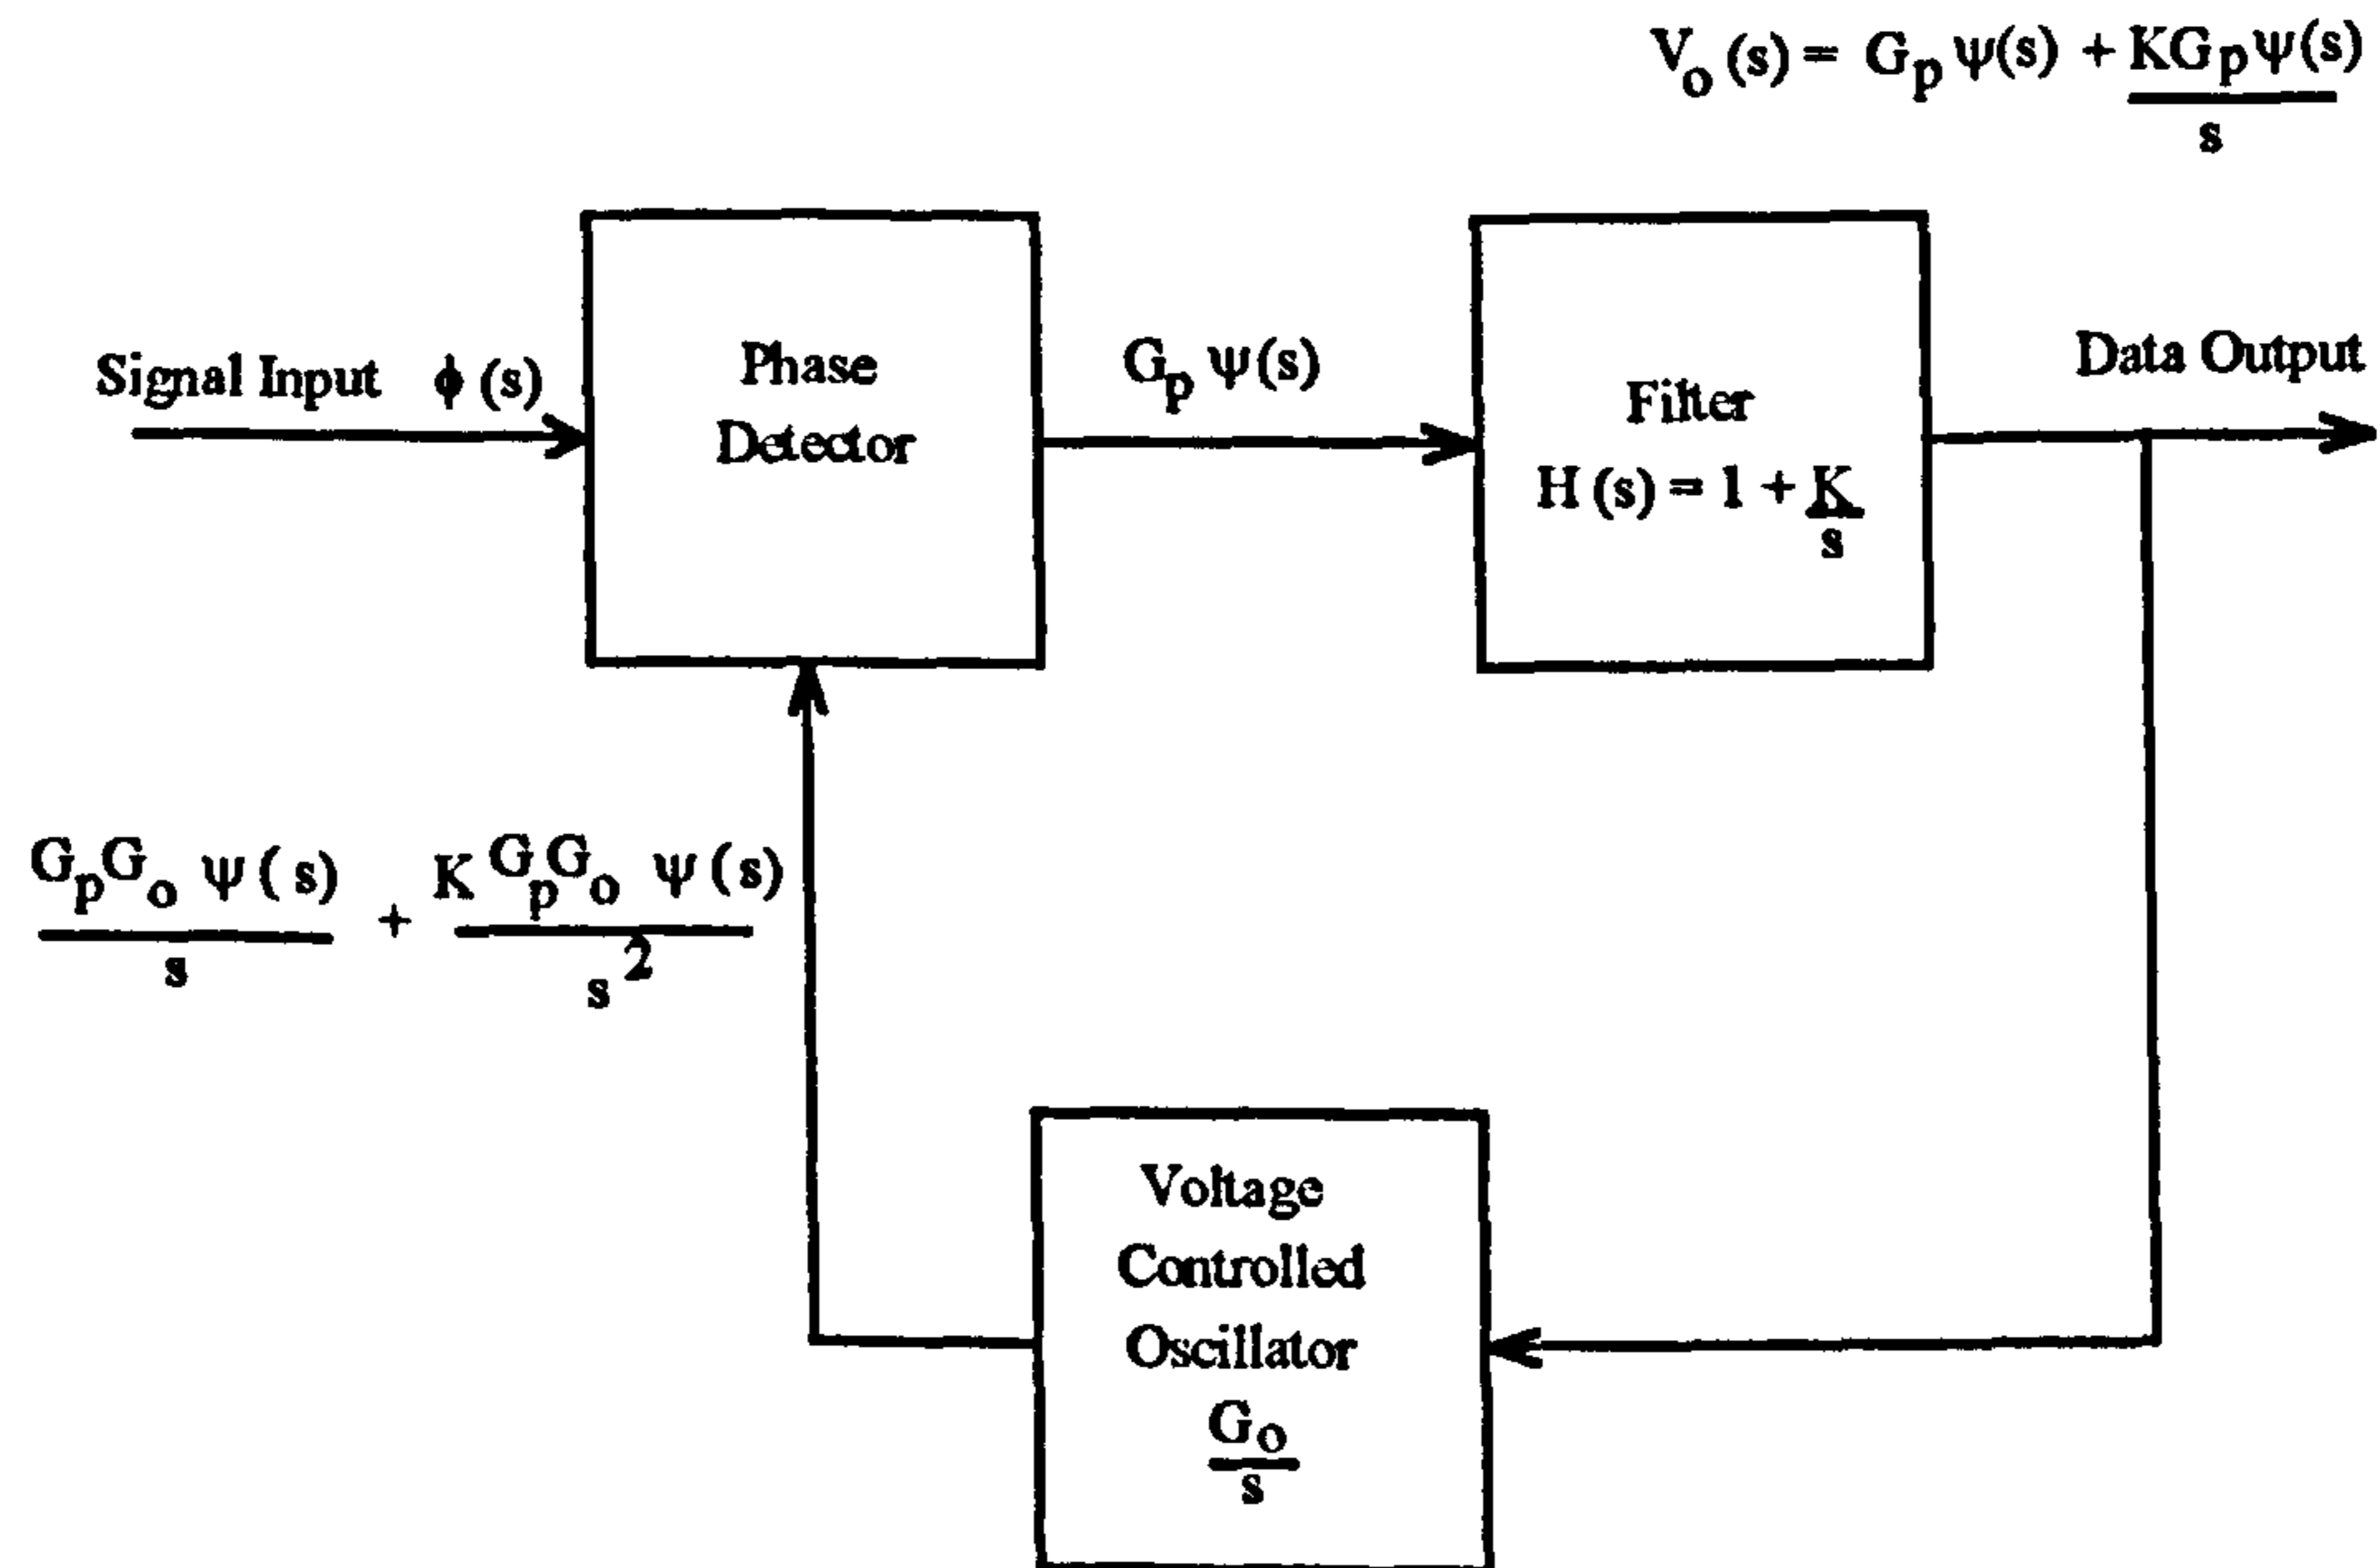 V_o (s) = G_p ψ(s) + KG_p ψ(s)
s
Signal Input ϕ (s)
Phase
Detector
G_p ψ(s)
Filter
H (s) = 1 + K
s
Data Output
G_pG_o ψ ( s) + K G_pG_o ψ ( s)
s
s^2
Voltage
Controlled
Oscillator
G_o
s